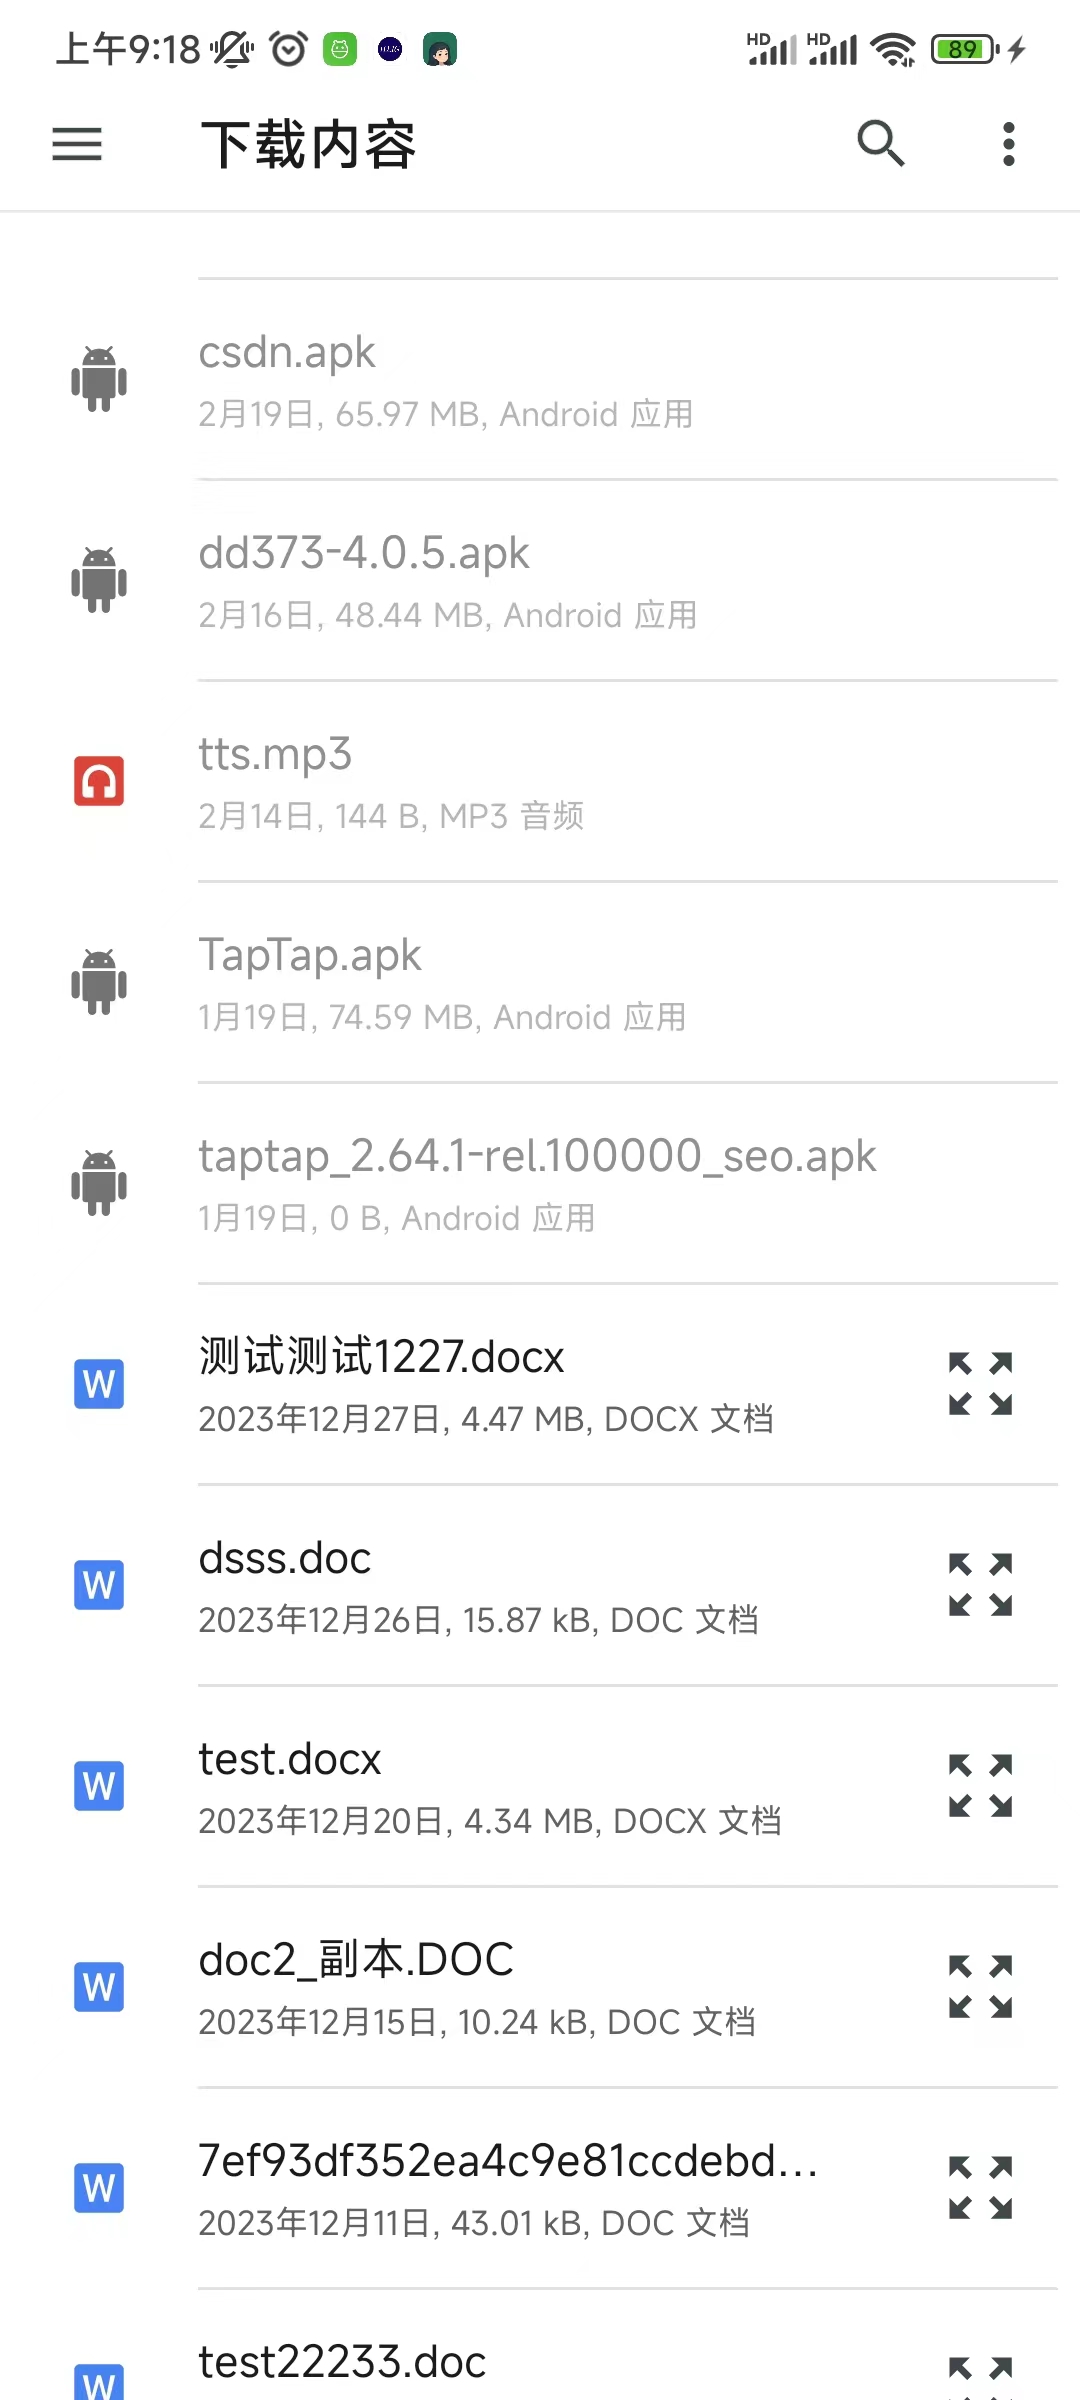 上午9:18
HD HD 89
下载内容
csdn.apk
2月19日, 65.97 MB, Android 应用
dd373-4.0.5.apk
2月16日, 48.44 MB, Android 应用
tts.mp3
2月14日, 144 B, MP3 音频
TapTap.apk
1月19日, 74.59 MB, Android 应用
taptap_2.64.1-rel.100000_seo.apk
1月19日, 0 B, Android 应用
W
测试测试1227.docx
2023年12月27日, 4.47 MB, DOCX 文档
W
dsss.doc
2023年12月26日, 15.87 kB, DOC 文档
W
test.docx
2023年12月20日, 4.34 MB, DOCX 文档
W
doc2_副本.DOC
2023年12月15日, 10.24 kB, DOC 文档
W
7ef93df352ea4c9e81ccdebd...
2023年12月11日, 43.01 kB, DOC 文档
W
test22233.doc